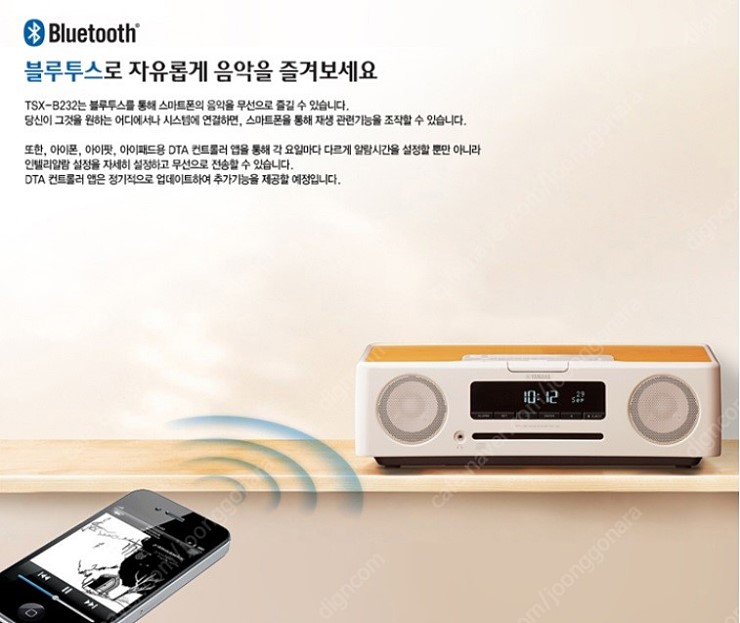 Bluetooth®
블루투스로 자유롭게 음악을 즐겨보세요
TSX-B232는 블루투스를 통해 스마트폰의 음악을 무선으로 즐길 수 있습니다.
당신이 그것을 원하는 어디에서나 시스템에 연결하면, 스마트폰을 통해 재생 관련기능을 조작할 수 있습니다.
또한, 아이폰, 아이팟, 아이패드용 DTA 컨트롤러 앱을 통해 각 요일마다 다르게 알람시간을 설정할 뿐만 아니라
인텔리알람 설정을 자세히 설정하고 무선으로 전송할 수 있습니다.
DTA 컨트롤러 앱은 정기적으로 업데이트하여 추가기능을 제공할 예정입니다.
YAMAHA
10:12
29
SEP
digncom
cafe.naver.com/joonggonara